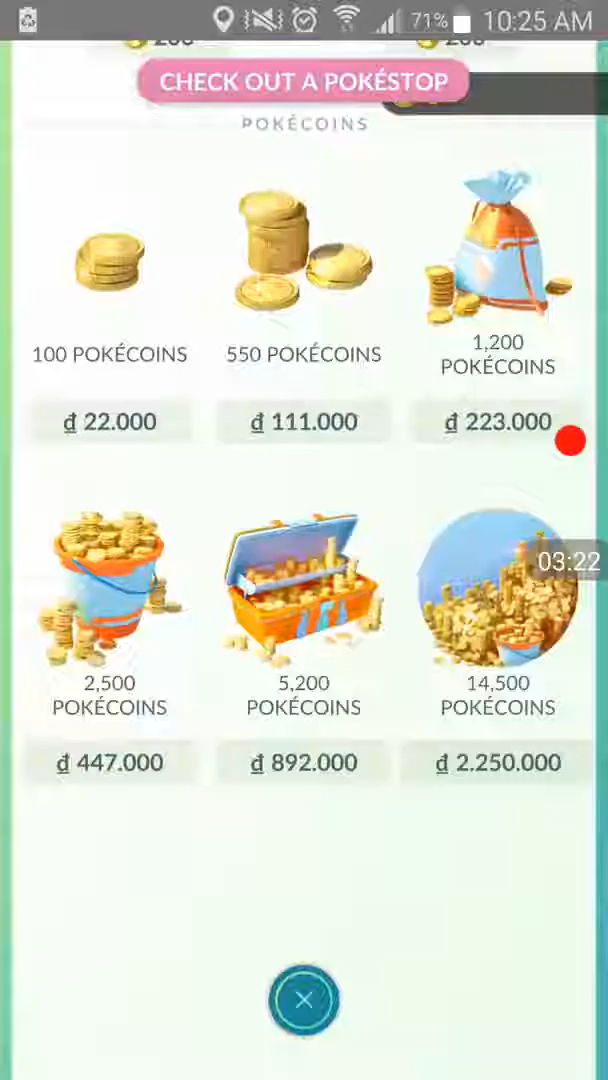 71% 10:25 AM
CHECK OUT A POKÉSTOP
POKÉCOINS
100 POKÉCOINS
550 POKÉCOINS
1,200
POKÉCOINS
₫ 22.000
₫ 111.000
₫ 223.000
03:22
2,500
POKÉCOINS
5,200
POKÉCOINS
14,500
POKÉCOINS
₫ 447.000
₫ 892.000
₫ 2.250.000